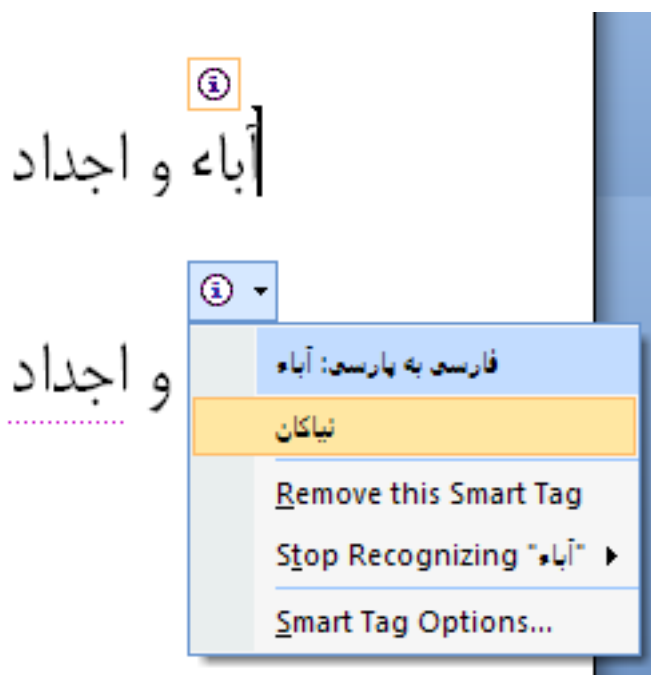 آباء و اجداد
و اجداد
فارسی به پارسی: آباء
نیاکان
Remove this Smart Tag
Stop Recognizing "آباء"
Smart Tag Options...